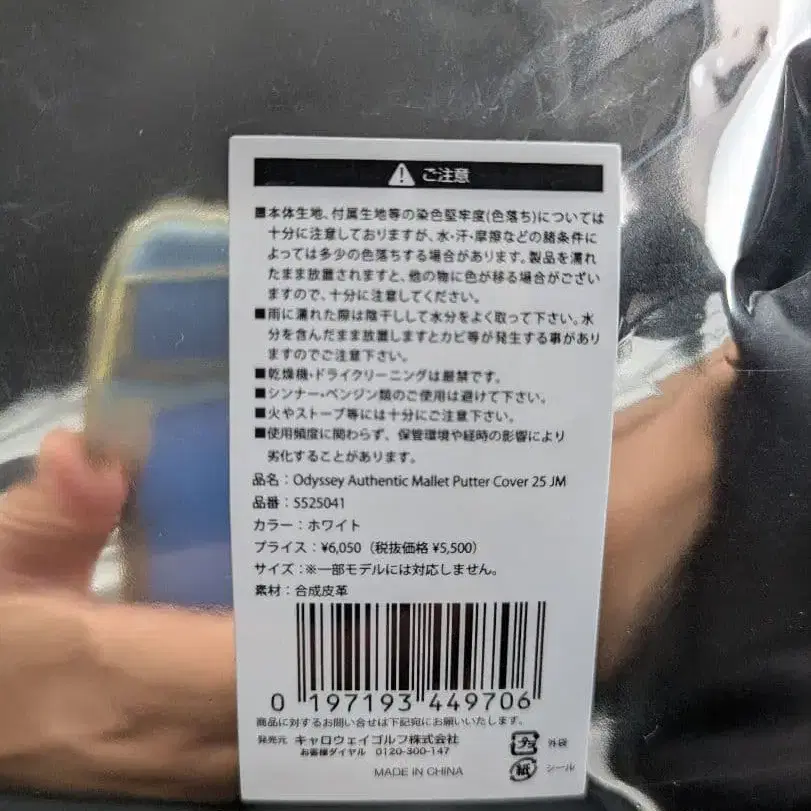 ご注意
■本体生地、付属生地等の染色堅牢度(色落ち)については
十分に注意しておりますが、水・汗・摩擦などの諸条件に
よっては多少の色落ちする場合があります。製品を濡れ
たまま放置されますと、他の物に色が移る場合がござい
ますので、十分に注意してください。
■雨に濡れた際は陰干しして水分をよく取って下さい。水
分を含んだまま放置しますとカビ等が発生する事があり
ますのでご注意下さい。
■乾燥機・ドライクリーニングは厳禁です。
■シンナー・ベンジン類のご使用は避けて下さい。
■火やストーブ等には十分にご注意下さい。
■使用頻度に関わらず、保管環境や経時の影響により
劣化することがあります。
品名：Odyssey Authentic Mallet Putter Cover 25 JM
品番：5525041
カラー：ホワイト
プライス：¥6,050（税抜価格 ¥5,500）
サイズ：※一部モデルには対応しません。
素材：合成皮革
0 197193 449706
商品に対するお問い合せは下記宛にお願いいたします。
発売元 キャロウェイゴルフ株式会社
お客様ダイヤル 0120-300-147
MADE IN CHINA
プラ 外袋
紙 シール